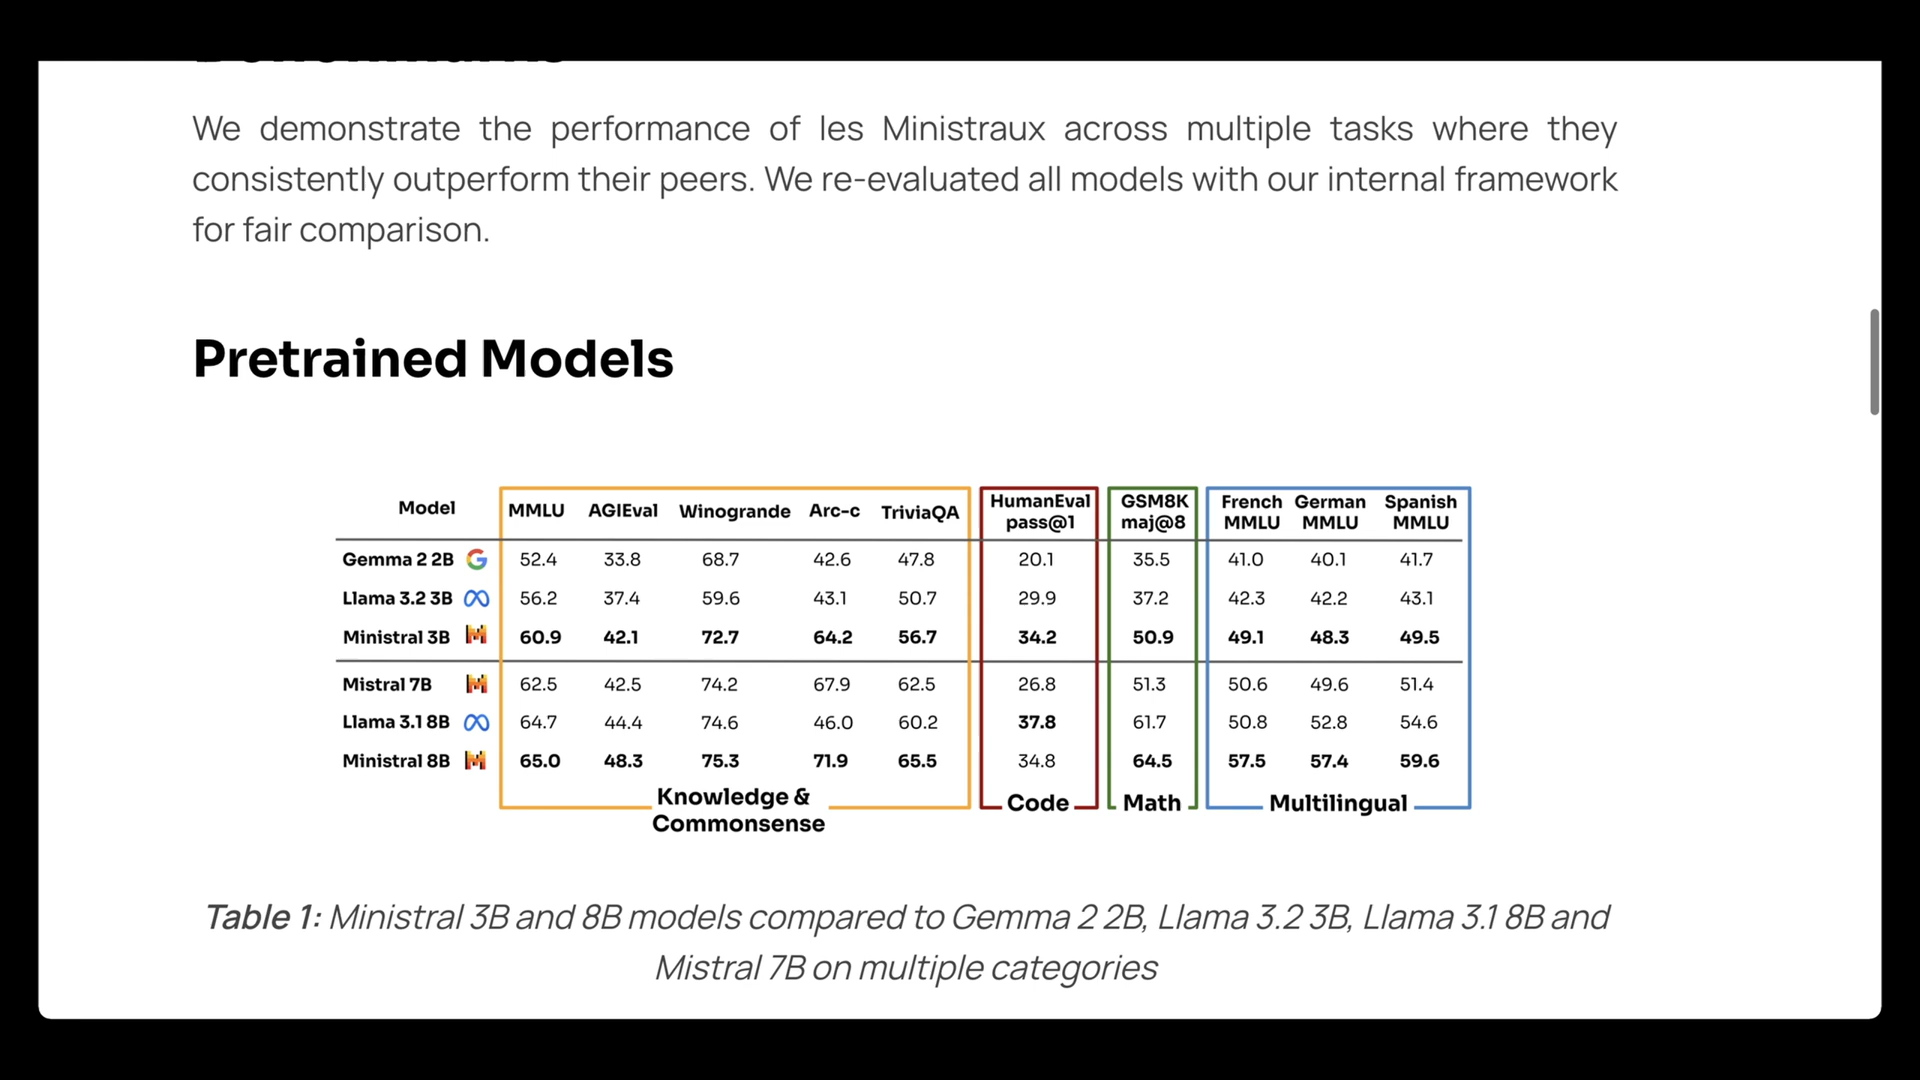 We demonstrate the performance of les Ministraux across multiple tasks where they
consistently outperform their peers. We re-evaluated all models with our internal framework
for fair comparison.
Pretrained Models
Model MMLU AGIEval Winogrande Arc-c TriviaQA HumanEval pass@1 GSM8K maj@8 French MMLU German MMLU Spanish MMLU
Gemma 2 2B 52.4 33.8 68.7 42.6 47.8 20.1 35.5 41.0 40.1 41.7
Llama 3.2 3B 56.2 37.4 59.6 43.1 50.7 29.9 37.2 42.3 42.2 43.1
Ministral 3B 60.9 42.1 72.7 64.2 56.7 34.2 50.9 49.1 48.3 49.5
Mistral 7B 62.5 42.5 74.2 67.9 62.5 26.8 51.3 50.6 49.6 51.4
Llama 3.1 8B 64.7 44.4 74.6 46.0 60.2 37.8 61.7 50.8 52.8 54.6
Ministral 8B 65.0 48.3 75.3 71.9 65.5 34.8 64.5 57.5 57.4 59.6
Knowledge &
Commonsense
Code Math Multilingual
Table 1: Ministral 3B and 8B models compared to Gemma 2 2B, Llama 3.2 3B, Llama 3.1 8B and
Mistral 7B on multiple categories